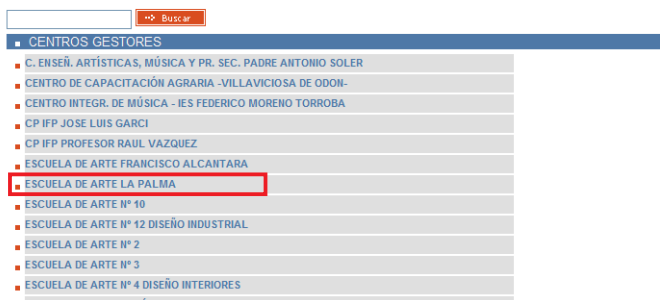 Buscar
CENTROS GESTORES
C. ENSEÑ. ARTÍSTICAS, MÚSICA Y PR. SEC. PADRE ANTONIO SOLER
CENTRO DE CAPACITACIÓN AGRARIA -VILLAVICIOSA DE ODON-
CENTRO INTEGR. DE MÚSICA - IES FEDERICO MORENO TORROBA
CP IFP JOSE LUIS GARCI
CP IFP PROFESOR RAUL VAZQUEZ
ESCUELA DE ARTE FRANCISCO ALCANTARA
ESCUELA DE ARTE LA PALMA
ESCUELA DE ARTE Nº 10
ESCUELA DE ARTE Nº 12 DISEÑO INDUSTRIAL
ESCUELA DE ARTE Nº 2
ESCUELA DE ARTE Nº 3
ESCUELA DE ARTE Nº 4 DISEÑO INTERIORES